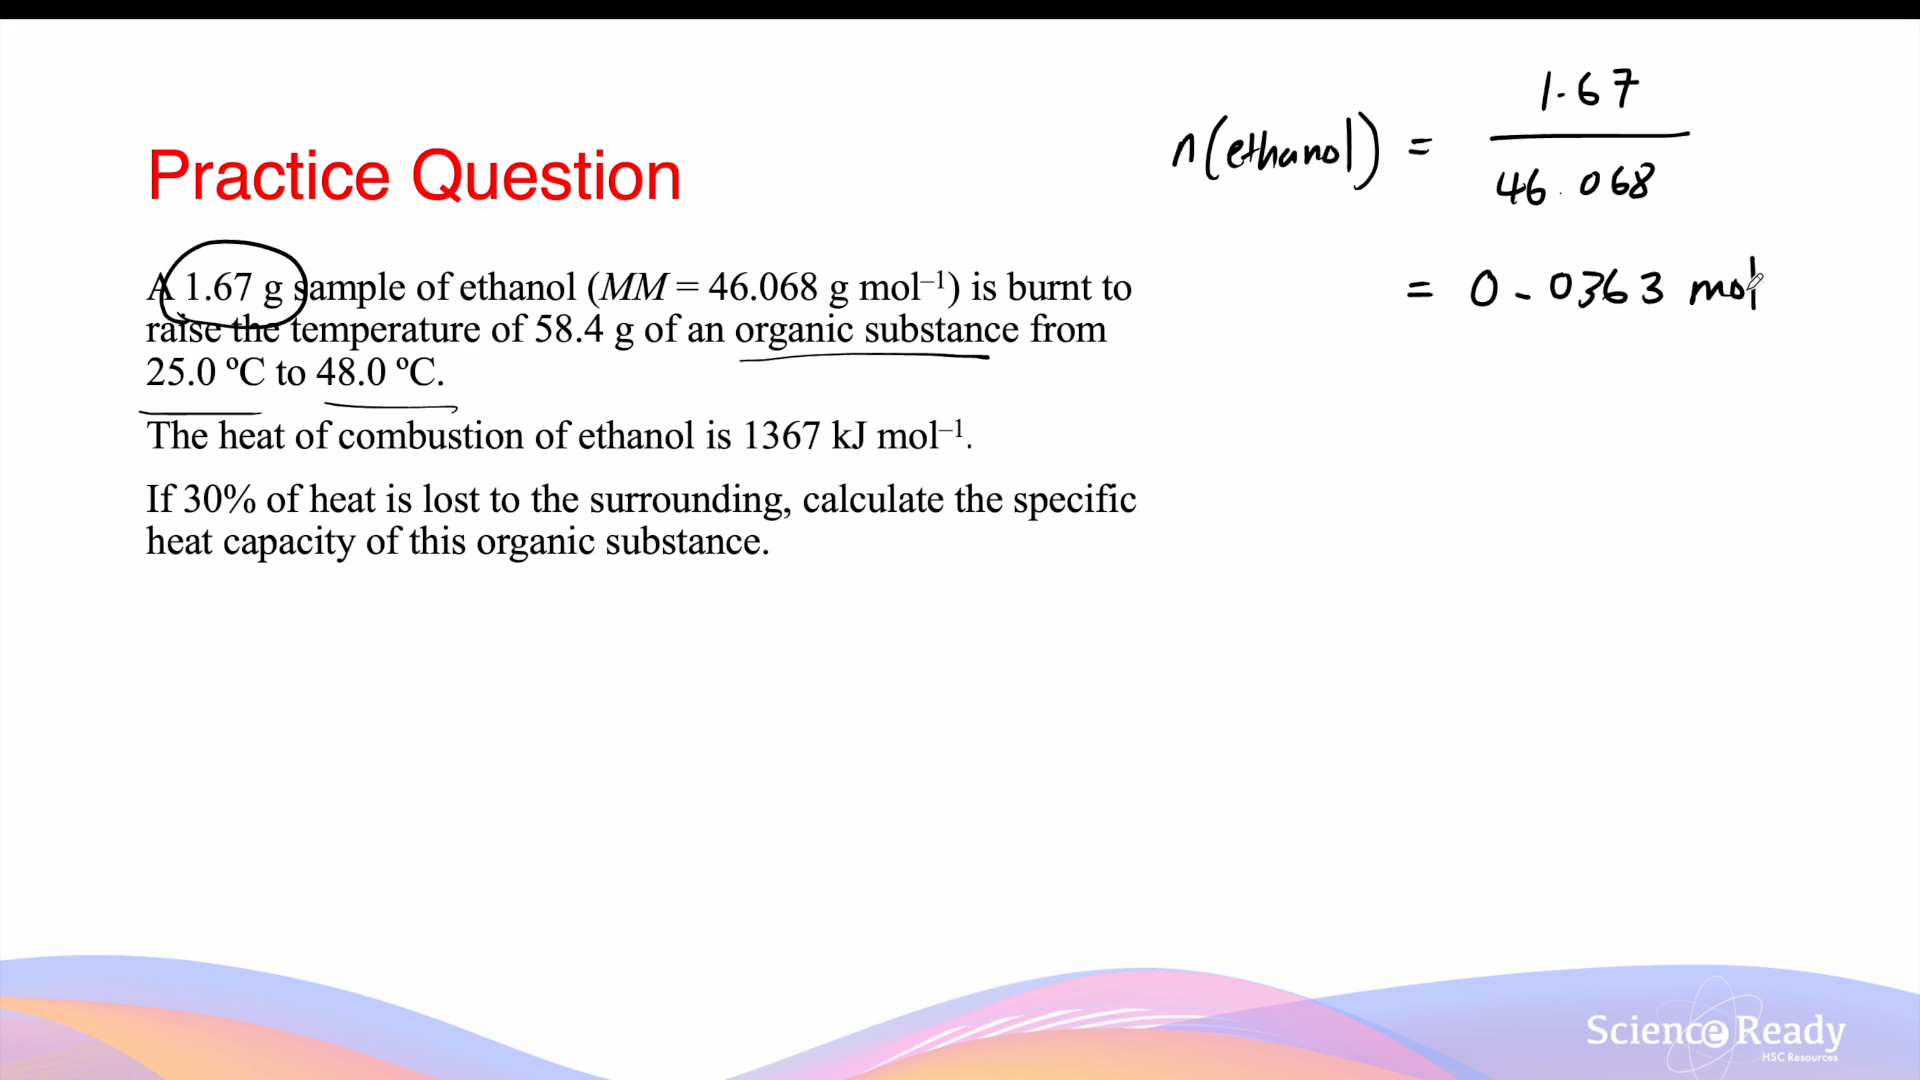 Practice Question
A 1.67 g sample of ethanol (MM = 46.068 g mol⁻¹) is burnt to
raise the temperature of 58.4 g of an organic substance from
25.0 ºC to 48.0 ºC.
The heat of combustion of ethanol is 1367 kJ mol⁻¹.
If 30% of heat is lost to the surrounding, calculate the specific
heat capacity of this organic substance.
n(ethanol) = 1.67
46.068
= 0.0363 mol
Science Ready
HSC Resources